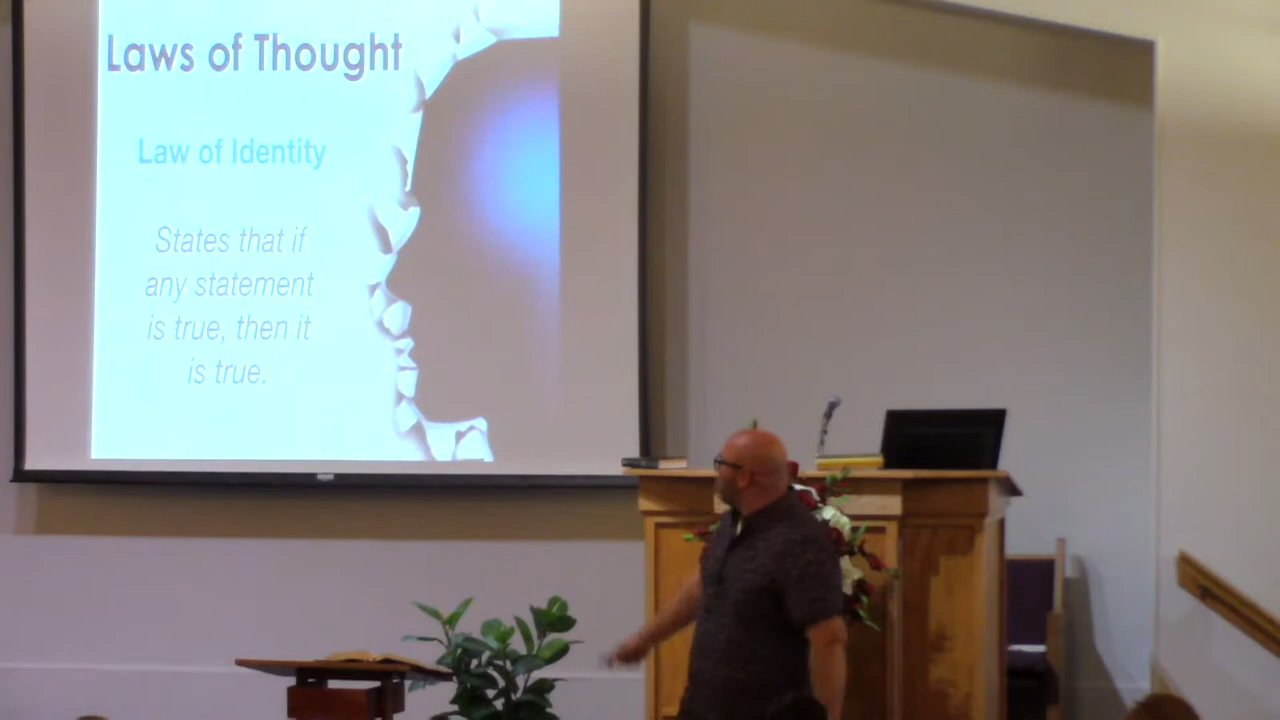 Laws of Thought
Law of Identity
States that if
any statement
is true, then it
is true.